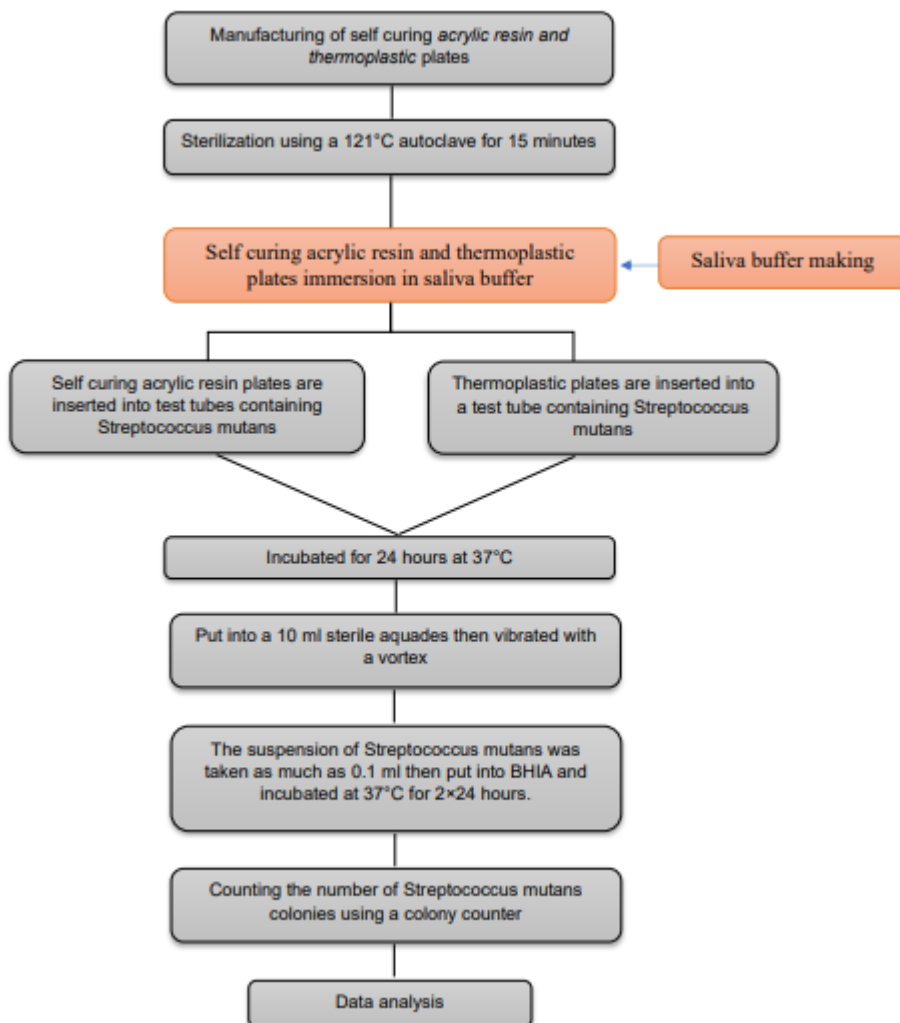 Manufacturing of self curing acrylic resin and
thermoplastic plates
Sterilization using a 121°C autoclave for 15 minutes
Self curing acrylic resin and thermoplastic
plates immersion in saliva buffer
Saliva buffer making
Self curing acrylic resin plates are
inserted into test tubes containing
Streptococcus mutans
Thermoplastic plates are inserted into
a test tube containing Streptococcus
mutans
Incubated for 24 hours at 37°C
Put into a 10 ml sterile aquades then vibrated with
a vortex
The suspension of Streptococcus mutans was
taken as much as 0.1 ml then put into BHIA and
incubated at 37°C for 2×24 hours.
Counting the number of Streptococcus mutans
colonies using a colony counter
Data analysis